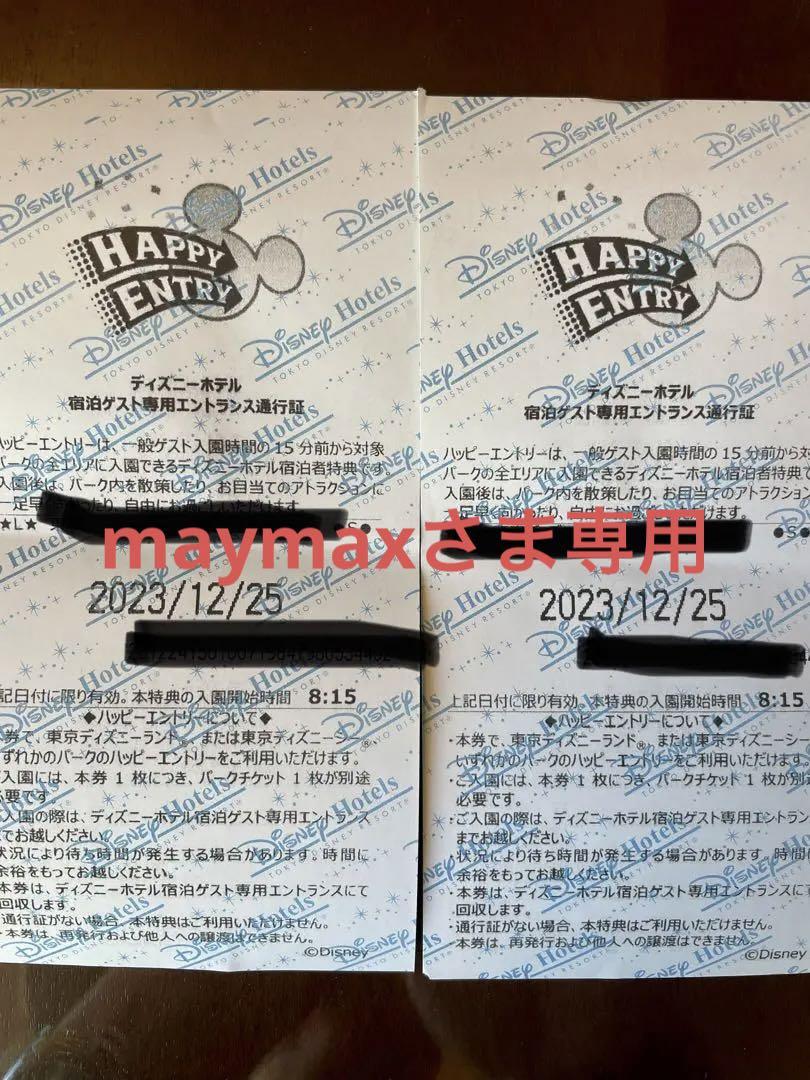 HAPPY
ENTRY
ディズニーホテル
宿泊ゲスト専用エントランス通行証
ハッピーエントリーは、一般ゲスト入園時間の15分前から対象
パークの全エリアに入園できるディズニーホテル宿泊者特典です。
入園後は、パーク内を散策したり、お目当てのアトラクションに
一足早く
★L★
S●
2023/12/25
上記日付に限り有効。本特典の入園開始時間 8:15
◆ハッピーエントリーについて◆
本券で、東京ディズニーランド®、または東京ディズニーシー®、
いずれかのパークのハッピーエントリーをご利用いただけます。
ご入園には、本券1枚につき、パークチケット1枚が別途
必要です。
ご入園の際は、ディズニーホテル宿泊ゲスト専用エントランス
までお越しください。
状況により待ち時間が発生する場合があります。時間に
余裕をもってお越しください。
本券は、ディズニーホテル宿泊ゲスト専用エントランスにて
回収します。
通行証がない場合、本特典はご利用いただけません。
・本券は、再発行および他人への譲渡はできません。
©Disney
HAPPY
ENTRY
ディズニーホテル
宿泊ゲスト専用エントランス通行証
ハッピーエントリーは、一般ゲスト入園時間の15分前から対
パークの全エリアに入園できるディズニーホテル宿泊者特典で
入園後は、パーク内を散策したり、お目当てのアトラクション
●S●
2023/12/25
上記日付に限り有効。本特典の入園開始時間 8:15
◆ハッピーエントリーについて◆
・本券で、東京ディズニーランド®、または東京ディズニーシー
いずれかのパークのハッピーエントリーをご利用いただけます。
・ご入園には、本券1枚につき、パークチケット1枚が別
必要です。
・ご入園の際は、ディズニーホテル宿泊ゲスト専用エントラン
までお越しください。
・状況により待ち時間が発生する場合があります。時間
余裕をもってお越しください。
・本券は、ディズニーホテル宿泊ゲスト専用エントランスに
回収します。
・通行証がない場合、本特典はご利用いただけません。
・本券は、再発行および他人への譲渡はできません。
©Disney
maymaxさま専用
DISNEY Hotels
TOKYO DISNEY RESORT®